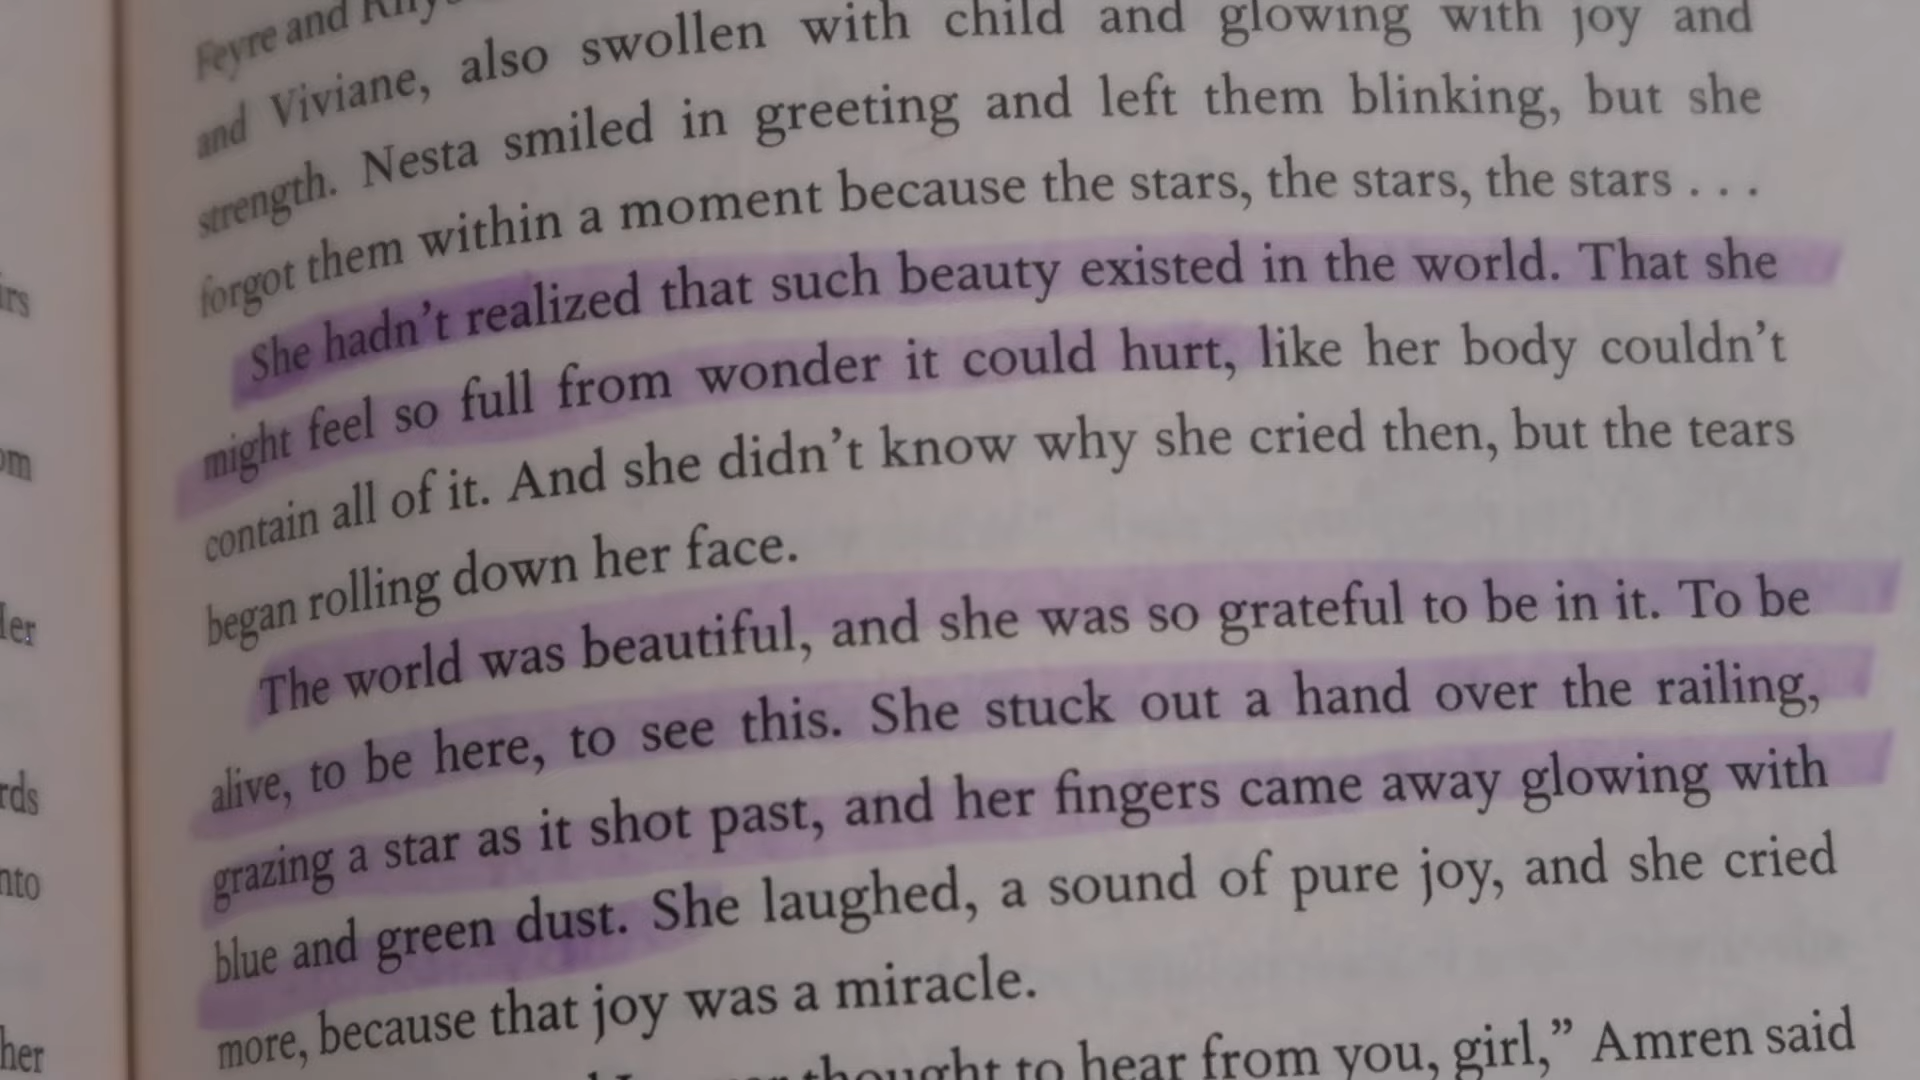 Feyre and
and Viviane, also swollen with child and glowing with joy and
strength. Nesta smiled in greeting and left them blinking, but she
forgot them within a moment because the stars, the stars, the stars . . .
She hadn’t realized that such beauty existed in the world. That she
might feel so full from wonder it could hurt, like her body couldn’t
contain all of it. And she didn’t know why she cried then, but the tears
began rolling down her face.
The world was beautiful, and she was so grateful to be in it. To be
alive, to be here, to see this. She stuck out a hand over the railing,
grazing a star as it shot past, and her fingers came away glowing with
blue and green dust. She laughed, a sound of pure joy, and she cried
more, because that joy was a miracle.
thought to hear from you, girl,” Amren said